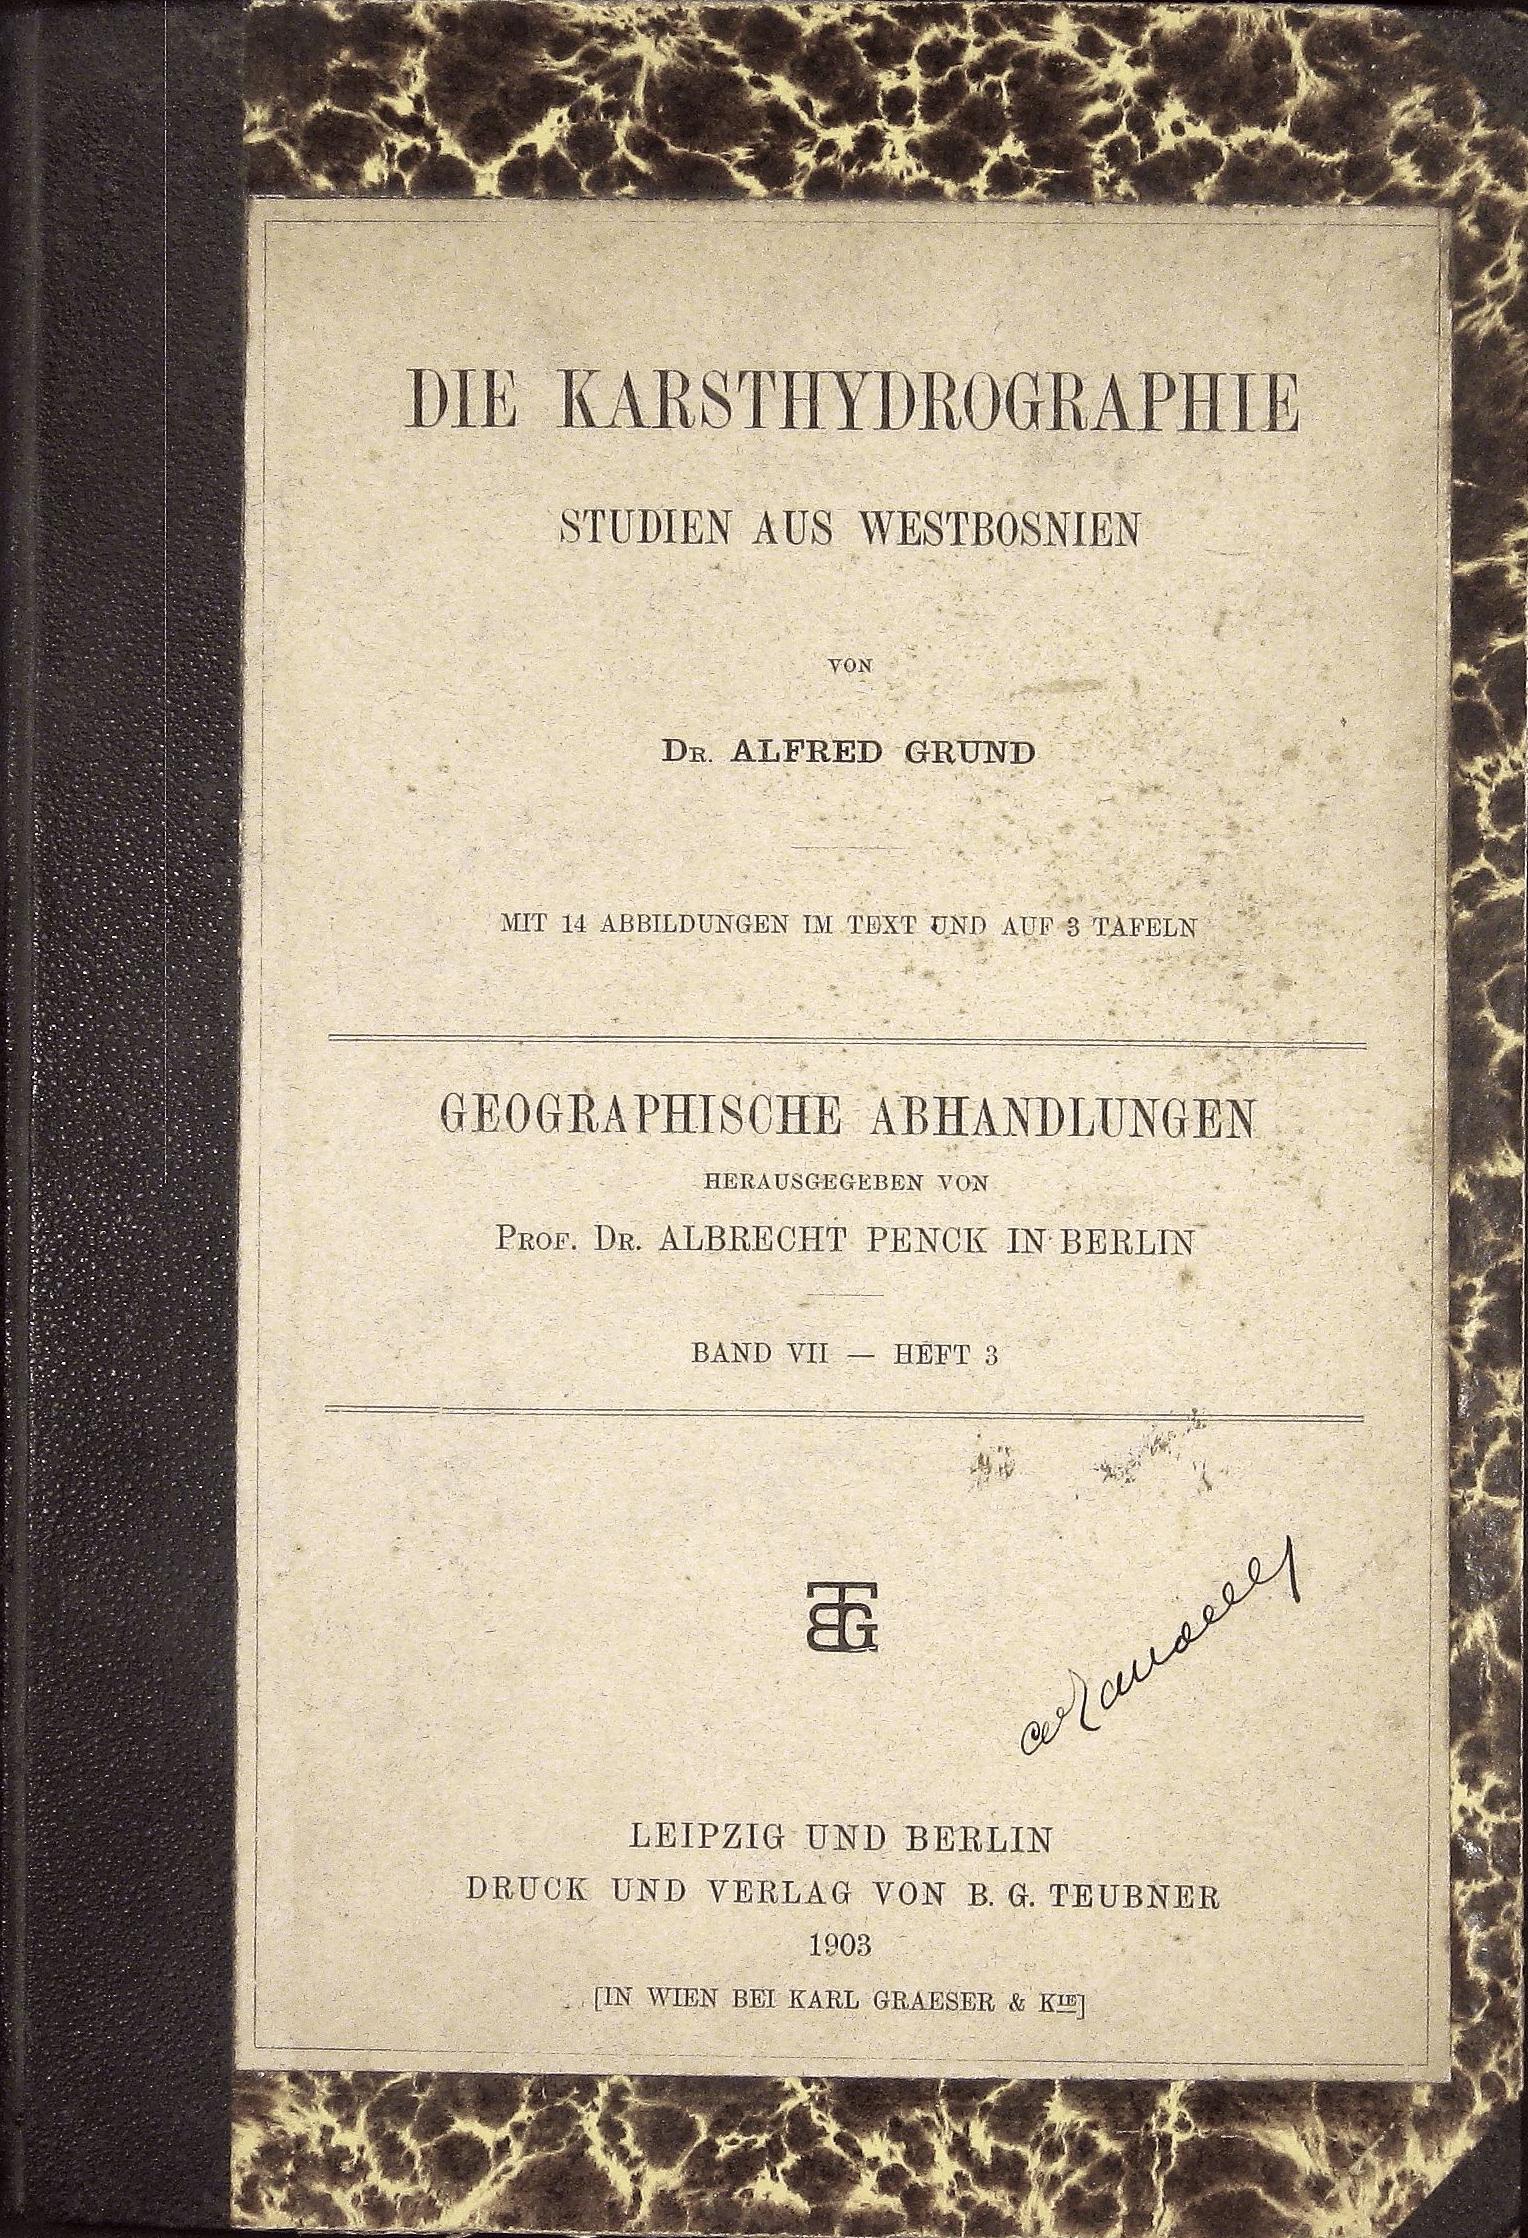 DIE KARSTHYDROGRAPHIE
STUDIEN AUS WESTBOSNIEN
VON
DR. ALFRED GRUND
MIT 14 ABBILDUNGEN IM TEXT UND AUF 3 TAFELN
GEOGRAPHISCHE ABHANDLUNGEN
HERAUSGEGEBEN VON
PROF. DR. ALBRECHT PENCK IN BERLIN
BAND VII — HEFT 3
BTG
LEIPZIG UND BERLIN
DRUCK UND VERLAG VON B. G. TEUBNER
1903
[IN WIEN BEI KARL GRAESER & KIE]